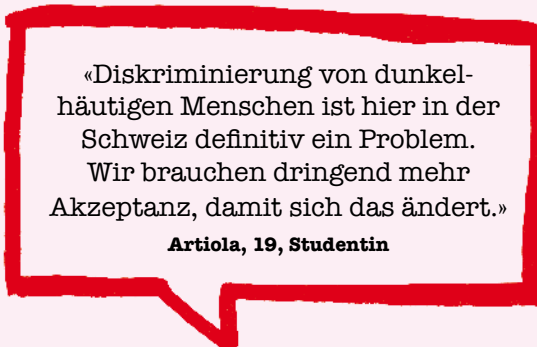 «Diskriminierung von dunkel-
häutigen Menschen ist hier in der
Schweiz definitiv ein Problem.
Wir brauchen dringend mehr
Akzeptanz, damit sich das ändert.»
Artiola, 19, Studentin